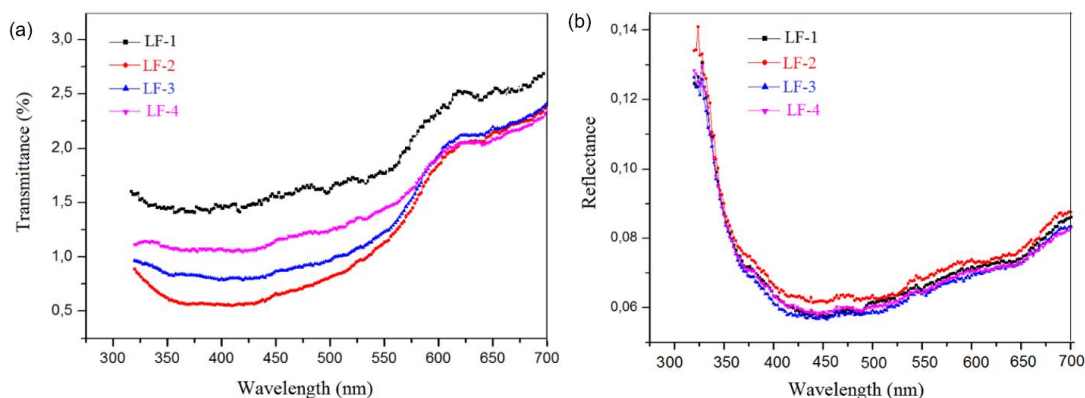 (a)
3,0
2,5
2,0
1,5
1,0
0,5
Transmittance (%)
LF-1
LF-2
LF-3
LF-4
300 350 400 450 500 550 600 650 700
Wavelength (nm)
(b)
0,14
0,12
0,10
0,08
0,06
Reflectance
LF-1
LF-2
LF-3
LF-4
300 350 400 450 500 550 600 650 700
Wavelength (nm)